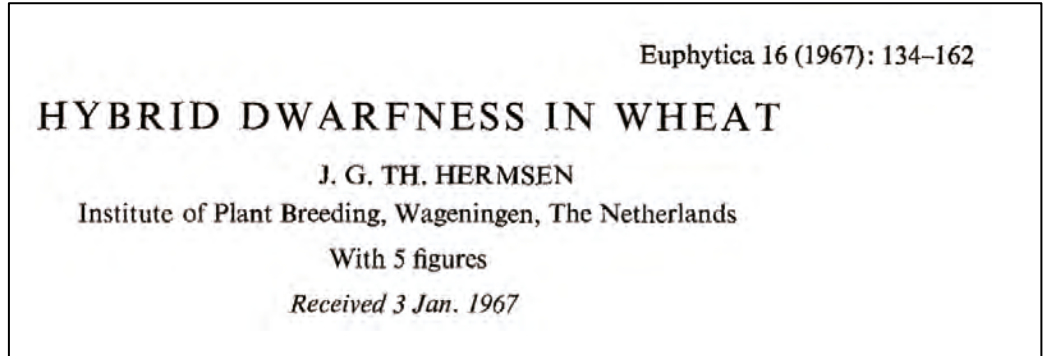 Euphytica 16 (1967): 134–162
HYBRID DWARFNESS IN WHEAT
J. G. TH. HERMSEN
Institute of Plant Breeding, Wageningen, The Netherlands
With 5 figures
Received 3 Jan. 1967